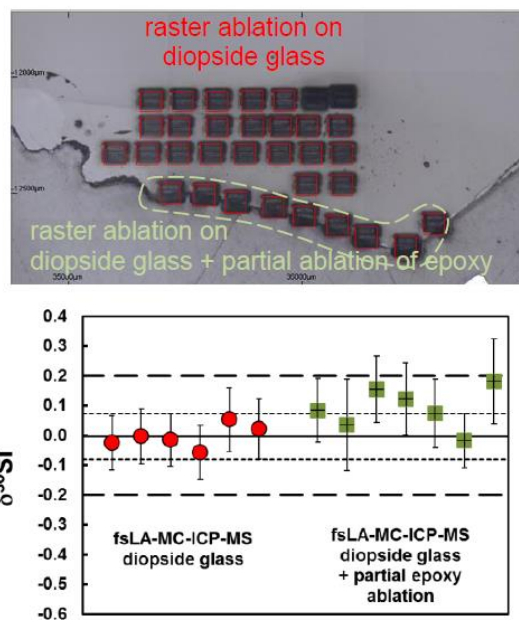 raster ablation on
diopside glass
-12000µm
-12500µm
raster ablation on
diopside glass + partial ablation of epoxy
35000µm
0.4
0.3
0.2
0.1
0.0
-0.1
-0.2
-0.3
-0.4
-0.5
-0.6
fsLA-MC-ICP-MS
diopside glass
fsLA-MC-ICP-MS
diopside glass
+ partial epoxy
ablation